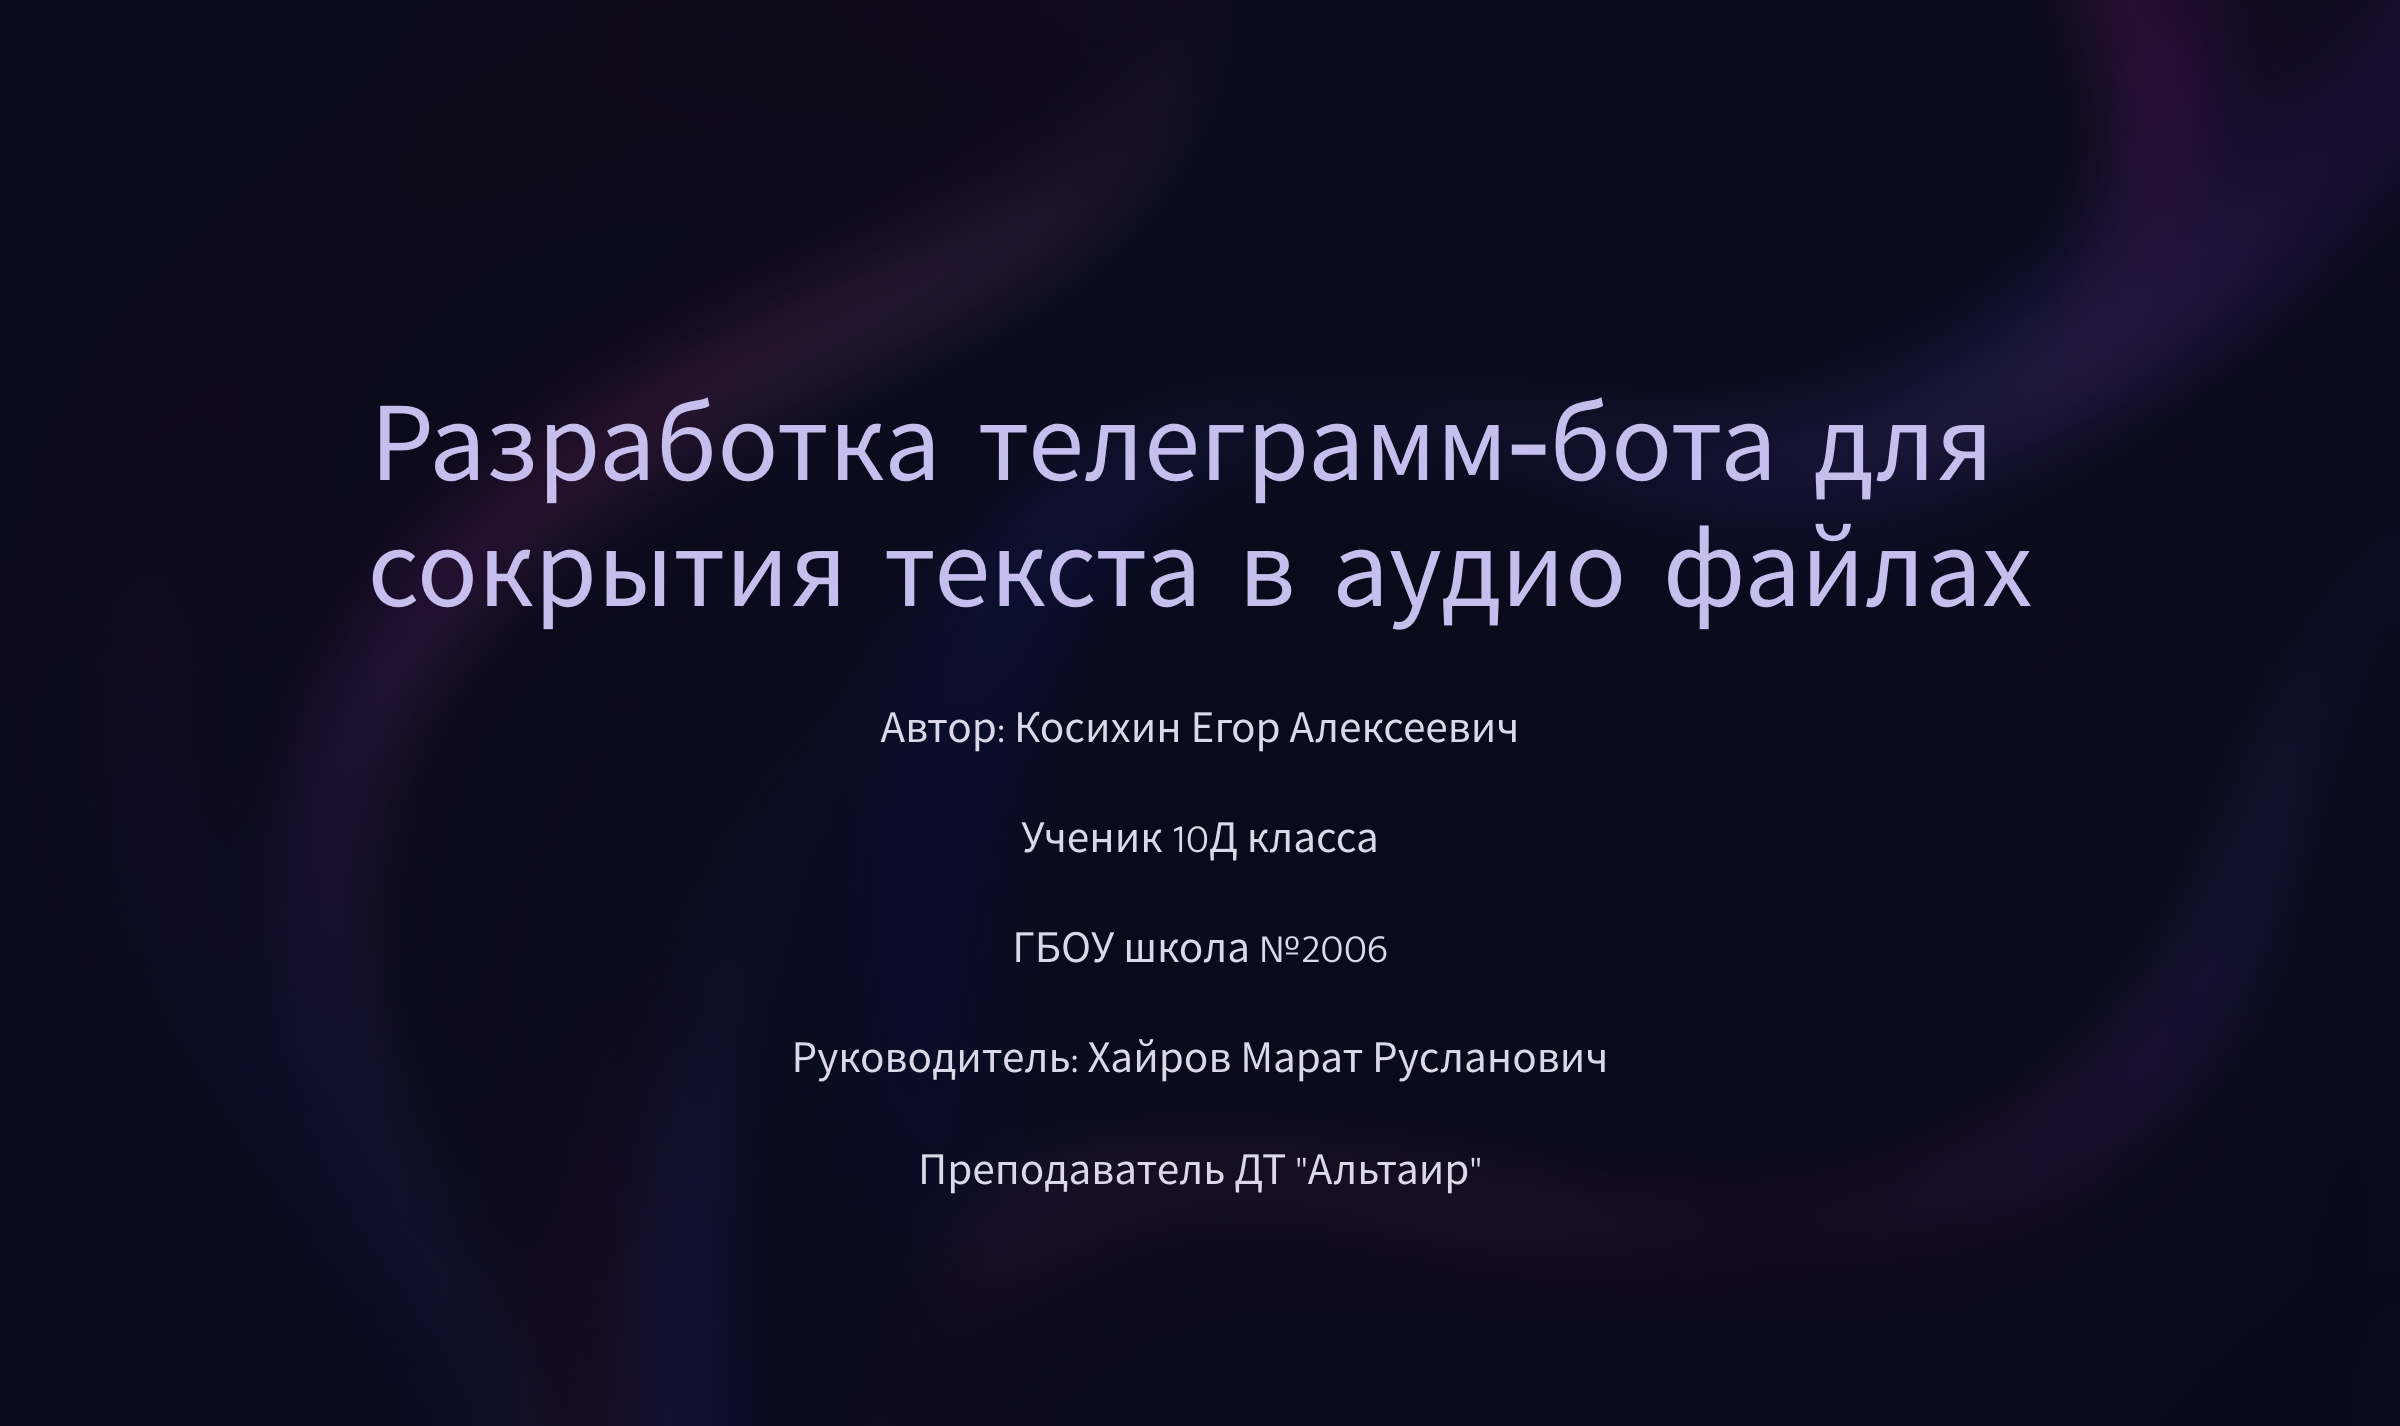 Разработка телеграмм-бота для
сокрытия текста в аудио файлах
Автор: Косихин Егор Алексеевич
Ученик 10Д класса
ГБОУ школа №2006
Руководитель: Хайров Марат Русланович
Преподаватель ДТ "Альтаир"